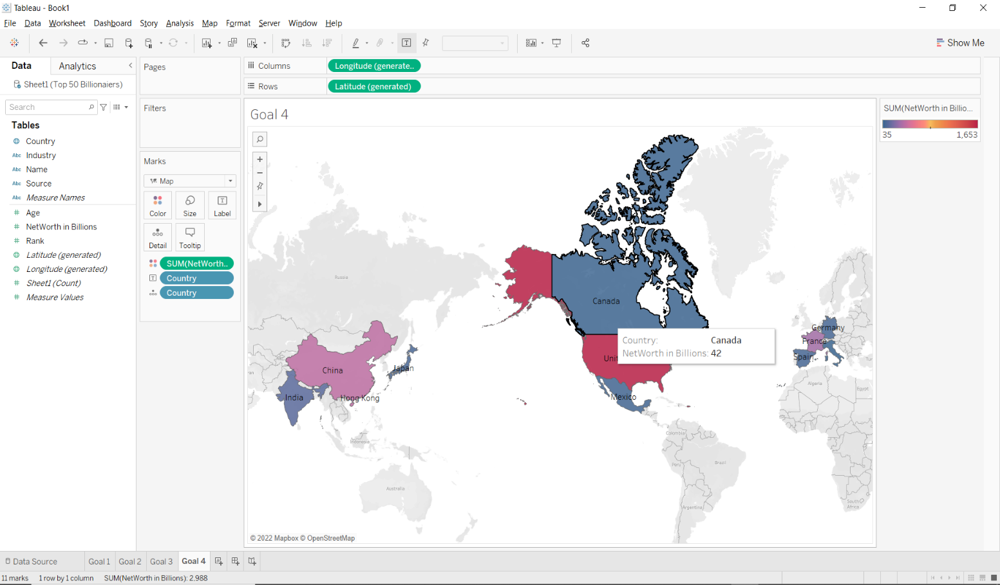 Tableau - Book1
File Data Worksheet Dashboard Story Analysis Map Format Server Window Help
Show Me
Data
Analytics
Sheet1 (Top 50 Billionaiers)
Search
Tables
Country
Abc Industry
Abc Name
Abc Source
Abc Measure Names
# Age
# NetWorth in Billions
# Rank
Latitude (generated)
Longitude (generated)
# Sheet1 (Count)
# Measure Values
Pages
Filters
Marks
Map
Color
Size
Label
Detail
Tooltip
SUM(NetWorth..
Country
Country
Columns
Longitude (generate..
Rows
Latitude (generated)
Goal 4
Russia
Canada
Country: Canada
NetWorth in Billions: 42
Unit
China
Japan
India
Hong Kong
Mexico
Germany
France
Spain
Algeria
Egypt
Indonesia
Colombia
Peru
Brazil
Australia
Argentina
South
Africa
© 2022 Mapbox © OpenStreetMap
SUM(NetWorth in Billio...
35
1,653
Data Source
Goal 1
Goal 2
Goal 3
Goal 4
11 marks
1 row by 1 column
SUM(NetWorth in Billions): 2,988